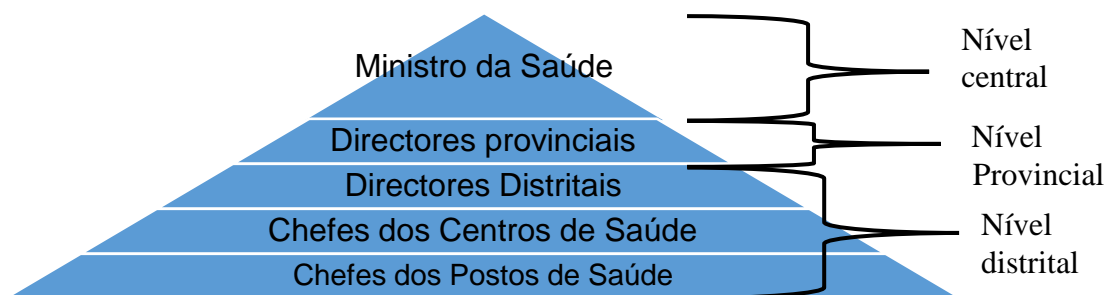 Ministro da Saúde
Nível
central
Directores provinciais
Nível
Provincial
Directores Distritais
Chefes dos Centros de Saúde
Nível
distrital
Chefes dos Postos de Saúde